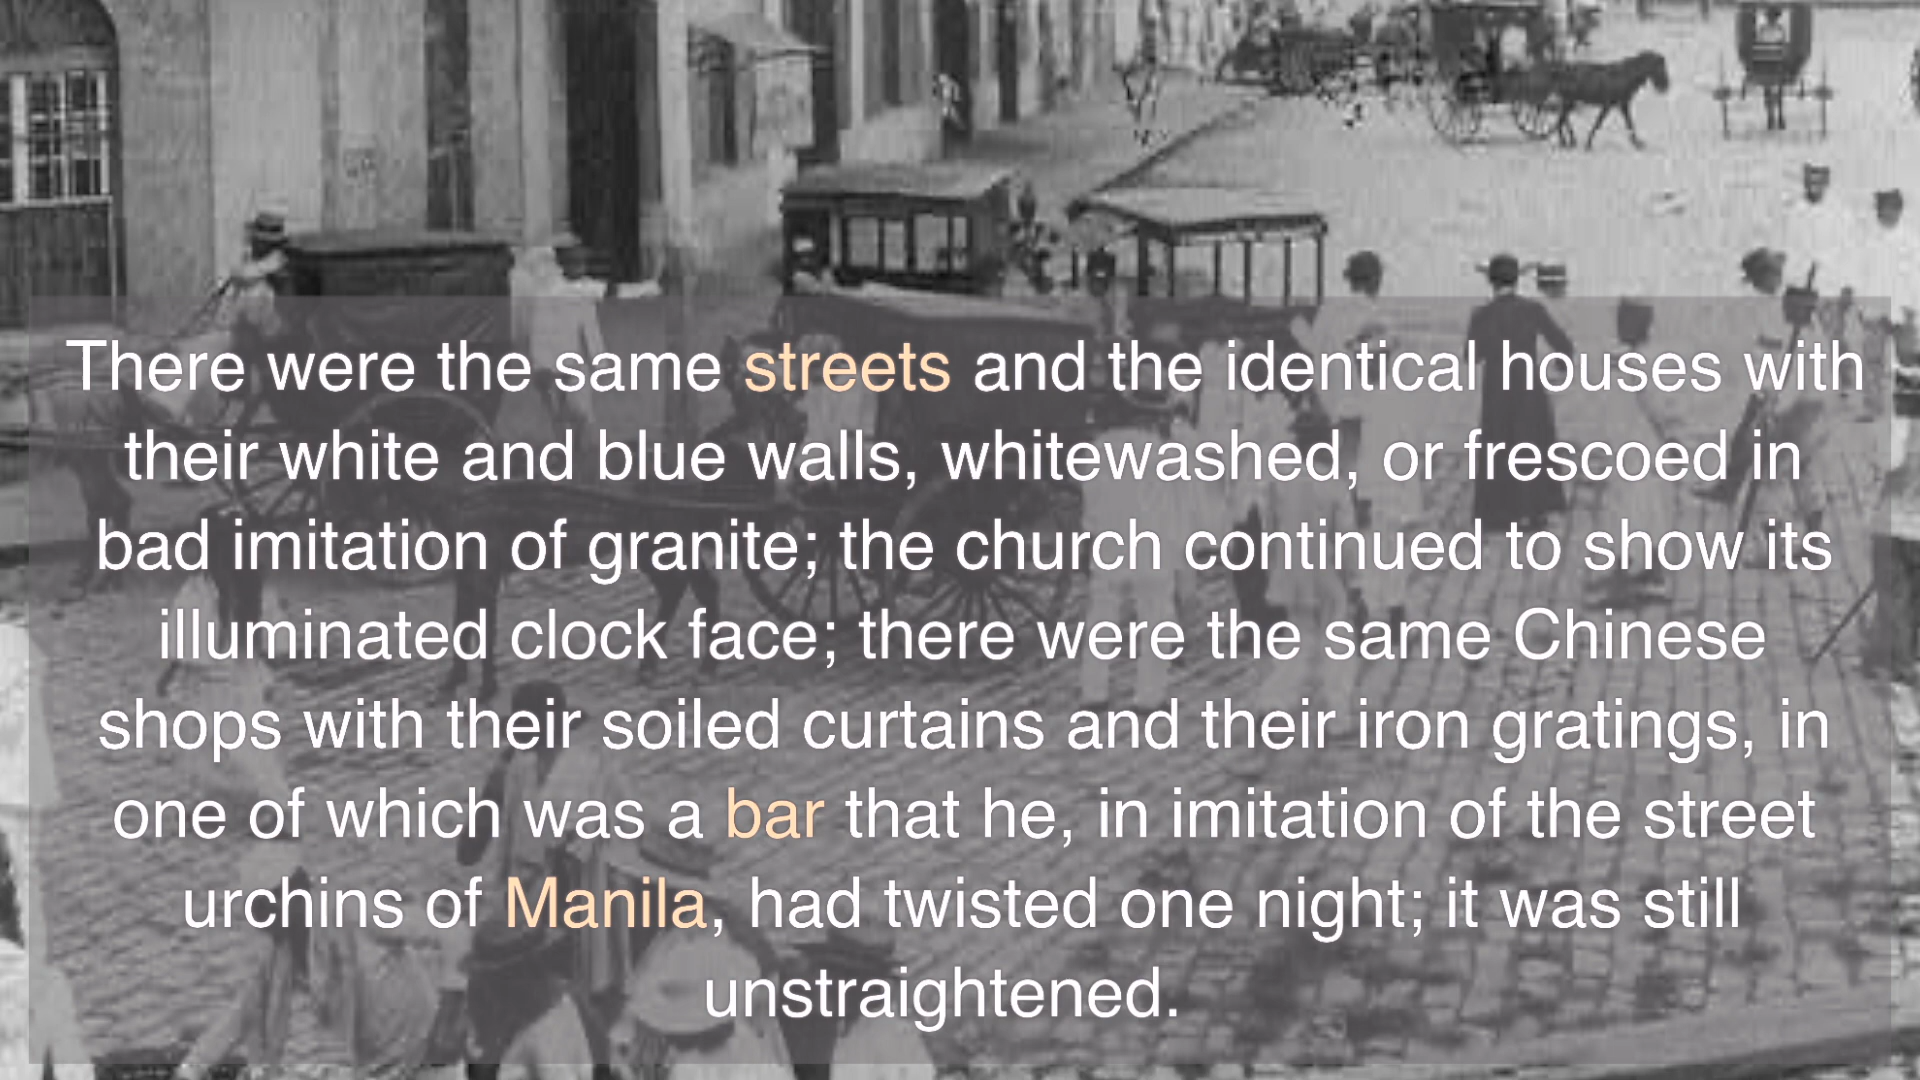 There were the same streets and the identical houses with
their white and blue walls, whitewashed, or frescoed in
bad imitation of granite; the church continued to show its
illuminated clock face; there were the same Chinese
shops with their soiled curtains and their iron gratings, in
one of which was a bar that he, in imitation of the street
urchins of Manila, had twisted one night; it was still
unstraightened.